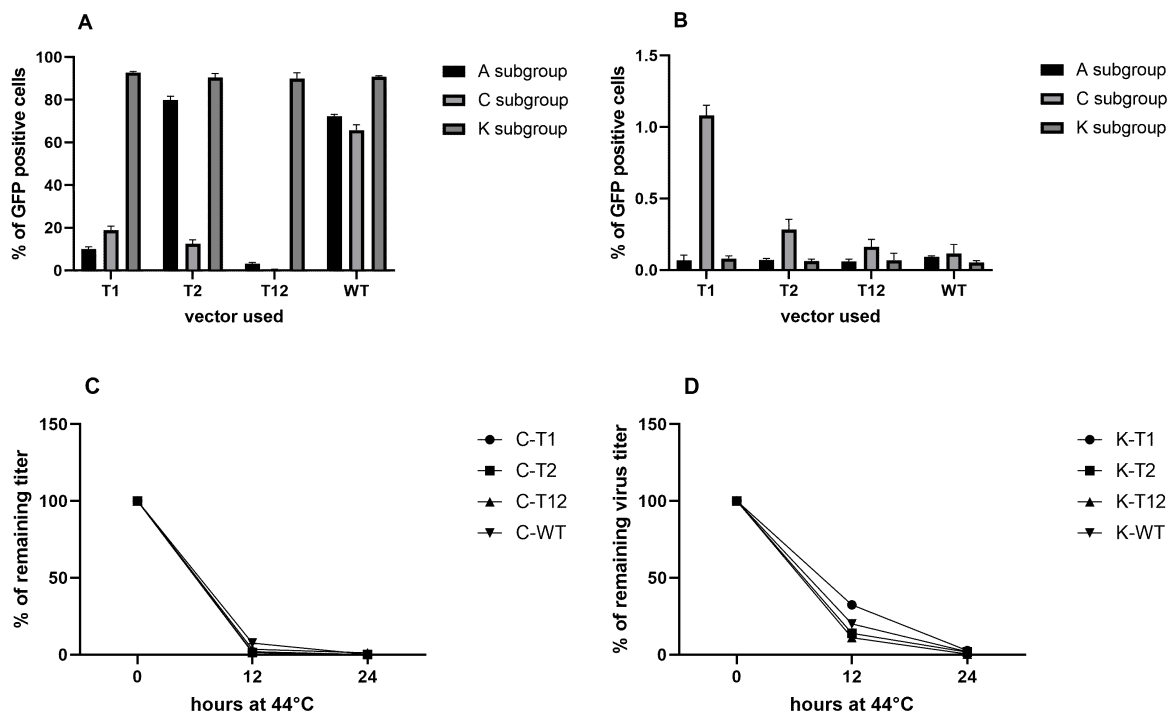 A
% of GFP positive cells
100
80
60
40
20
0
T1 T2 T12 WT
vector used
A subgroup
C subgroup
K subgroup
B
% of GFP positive cells
1.5
1.0
0.5
0.0
T1 T2 T12 WT
vector used
A subgroup
C subgroup
K subgroup
C
% of remaining titer
150
100
50
0
0 12 24
hours at 44°C
C-T1
C-T2
C-T12
C-WT
D
% of remaining virus titer
150
100
50
0
0 12 24
hours at 44°C
K-T1
K-T2
K-T12
K-WT